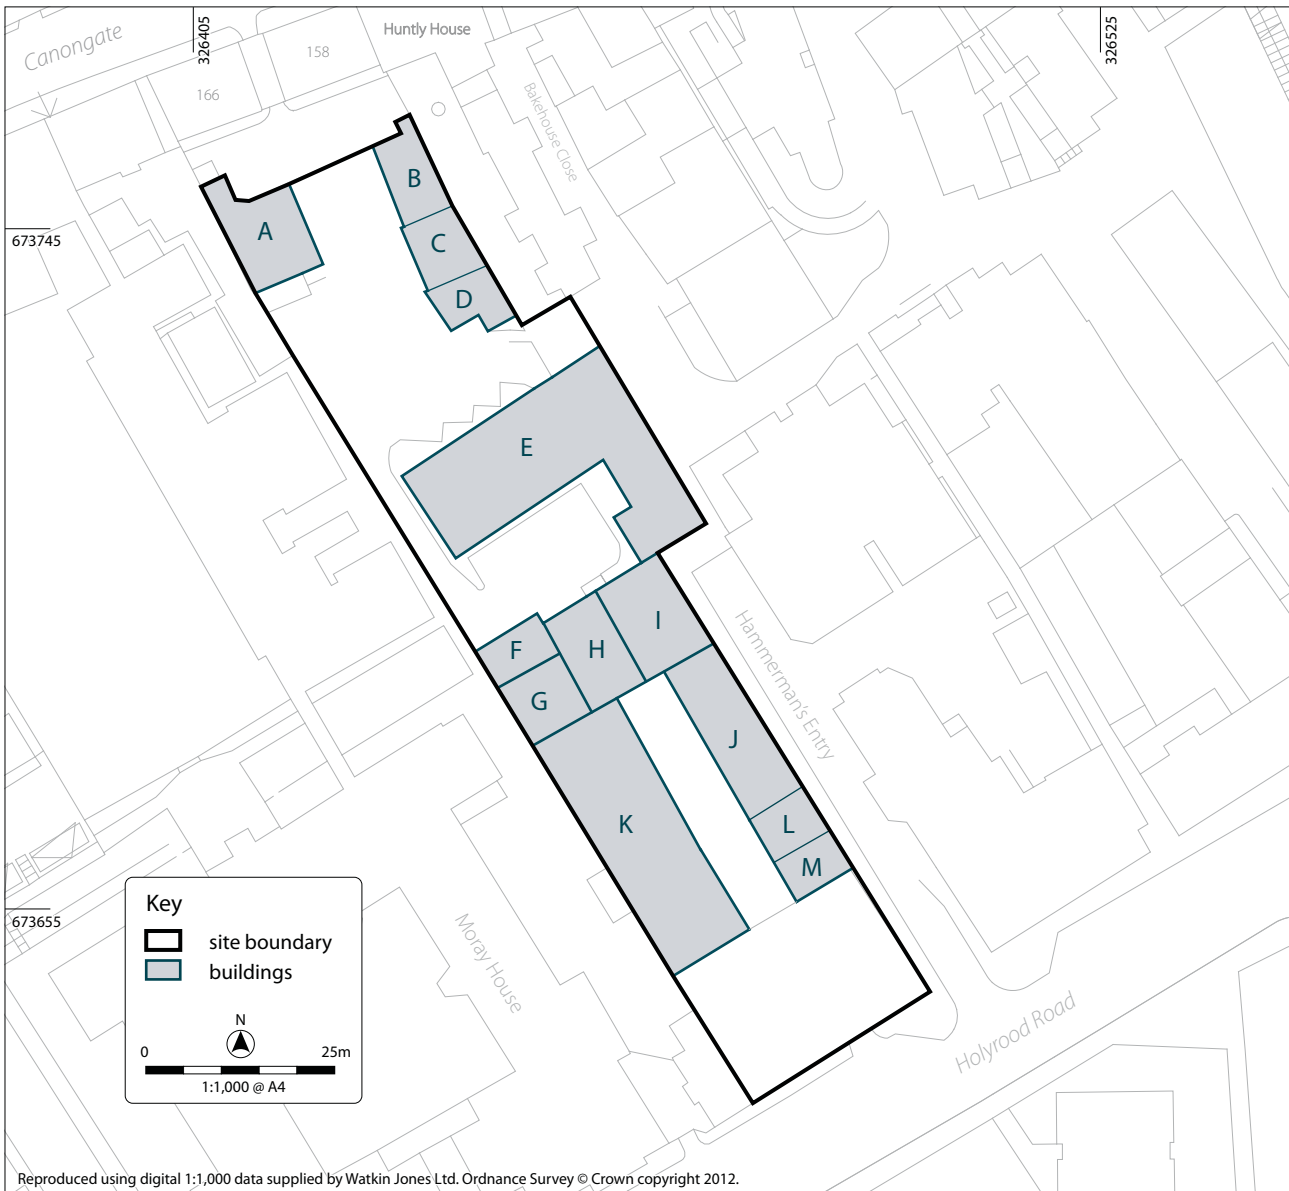 Canongate
326405
158
Huntly House
326525
166
Bakehouse Close
B
A
C
673745
D
E
I
F
H
Hammerman's Entry
G
J
K
L
M
Key
673655
site boundary
Moray House
buildings
N
0 25m
1:1,000 @ A4
Holyrood Road
Reproduced using digital 1:1,000 data supplied by Watkin Jones Ltd. Ordnance Survey © Crown copyright 2012.